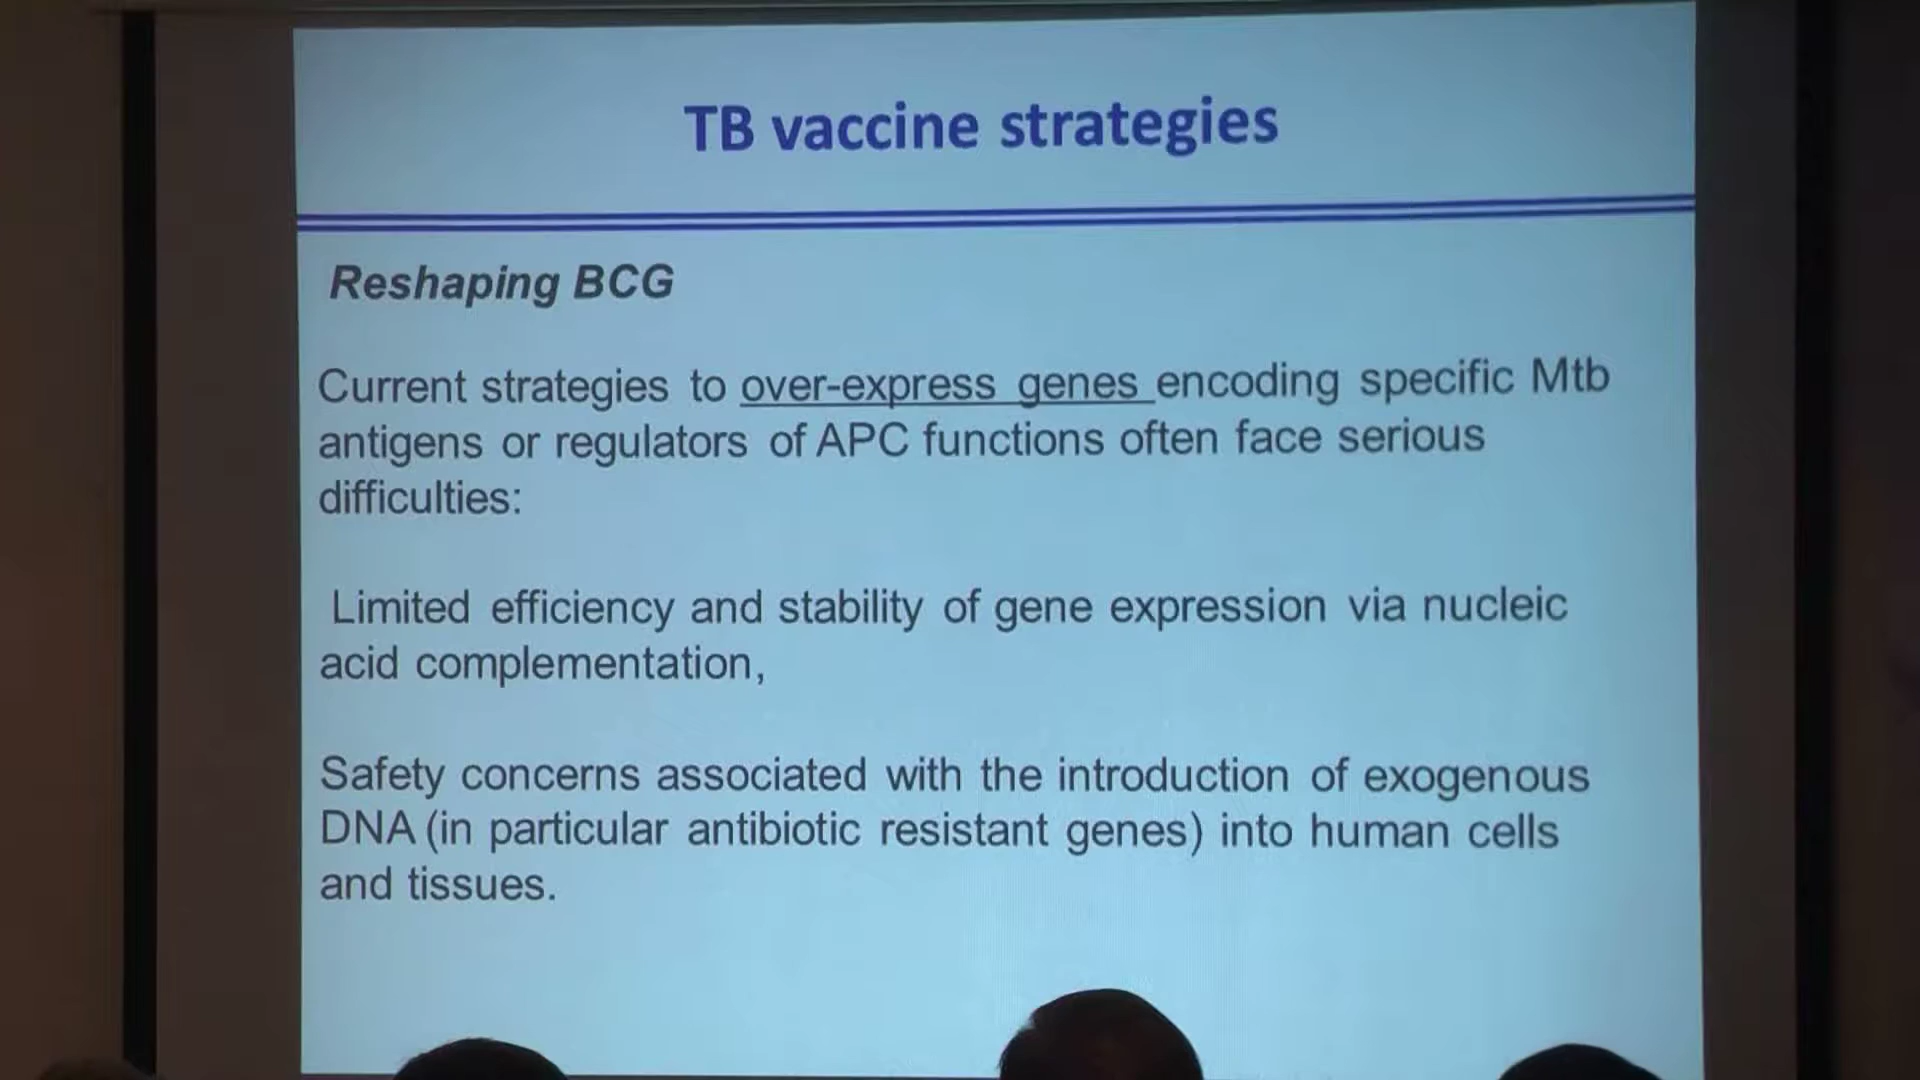 TB vaccine strategies
Reshaping BCG
Current strategies to over-express genes encoding specific Mtb
antigens or regulators of APC functions often face serious
difficulties:
Limited efficiency and stability of gene expression via nucleic
acid complementation,
Safety concerns associated with the introduction of exogenous
DNA (in particular antibiotic resistant genes) into human cells
and tissues.